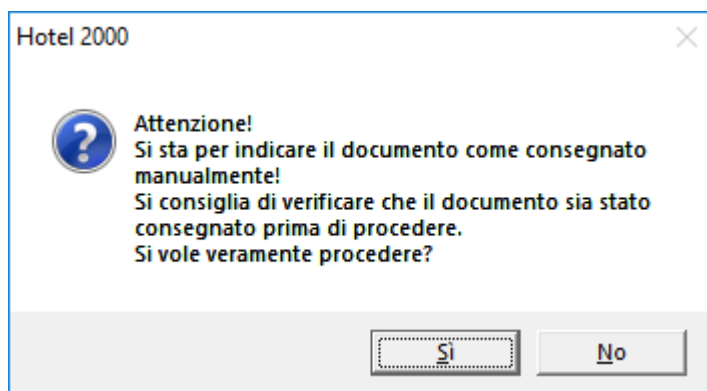 Hotel 2000
Attenzione!
Si sta per indicare il documento come consegnato
manualmente!
Si consiglia di verificare che il documento sia stato
consegnato prima di procedere.
Si vole veramente procedere?
Sì
No